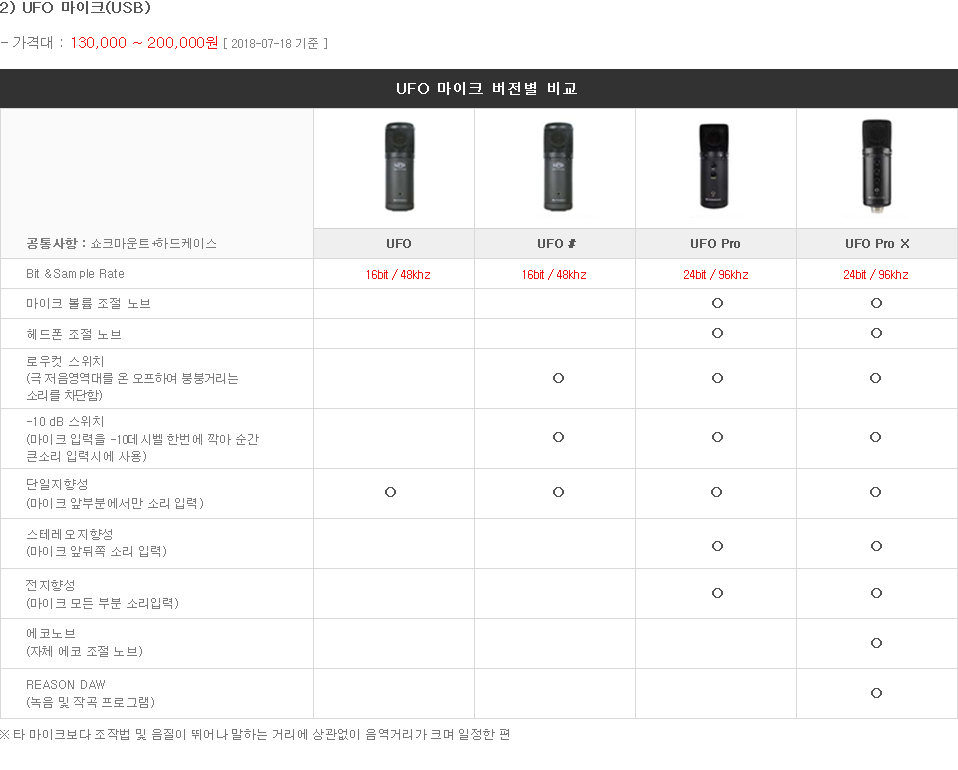 2) UFO 마이크(USB)
- 가격대 : 130,000 ~ 200,000원 [ 2018-07-18 기준 ]
UFO 마이크 버전별 비교
공통사항 : 쇼크마운트+하드케이스 UFO UFO # UFO Pro UFO Pro X
Bit &Sample Rate 16bit / 48khz 16bit / 48khz 24bit / 96khz 24bit / 96khz
마이크 볼륨 조절 노브 O O
헤드폰 조절 노브 O O
로우컷 스위치
(극 저음영역대를 온 오프하여 붕붕거리는 O O O
소리를 차단함)
-10 dB 스위치
(마이크 입력을 -10데시벨 한번에 깍아 순간 O O O
큰소리 입력시에 사용)
단일지향성 O O O O
(마이크 앞부분에서만 소리 입력)
스테레오지향성
(마이크 앞뒤쪽 소리 입력) O O
전지향성
(마이크 모든 부분 소리입력) O O
에코노브
(자체 에코 조절 노브) O
REASON DAW
(녹음 및 작곡 프로그램) O
※ 타 마이크보다 조작법 및 음질이 뛰어나 말하는 거리에 상관없이 음역거리가 크며 일정한 편